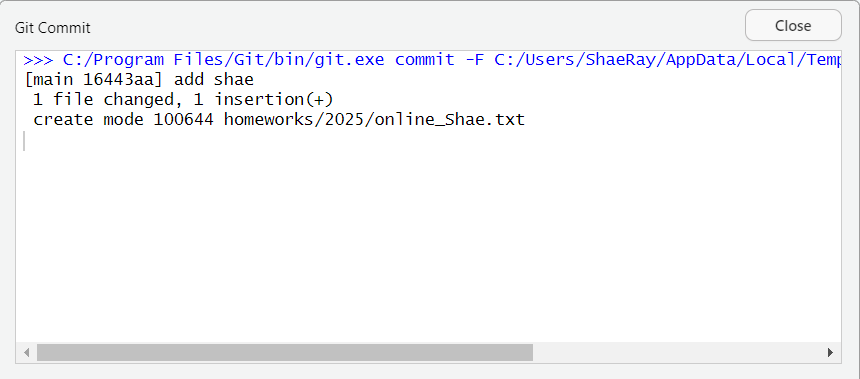 Git Commit
Close
>>> C:/Program Files/Git/bin/git.exe commit -F C:/Users/ShaeRay/AppData/Local/Temp
[main 16443aa] add shae
1 file changed, 1 insertion(+)
create mode 100644 homeworks/2025/online_Shae.txt